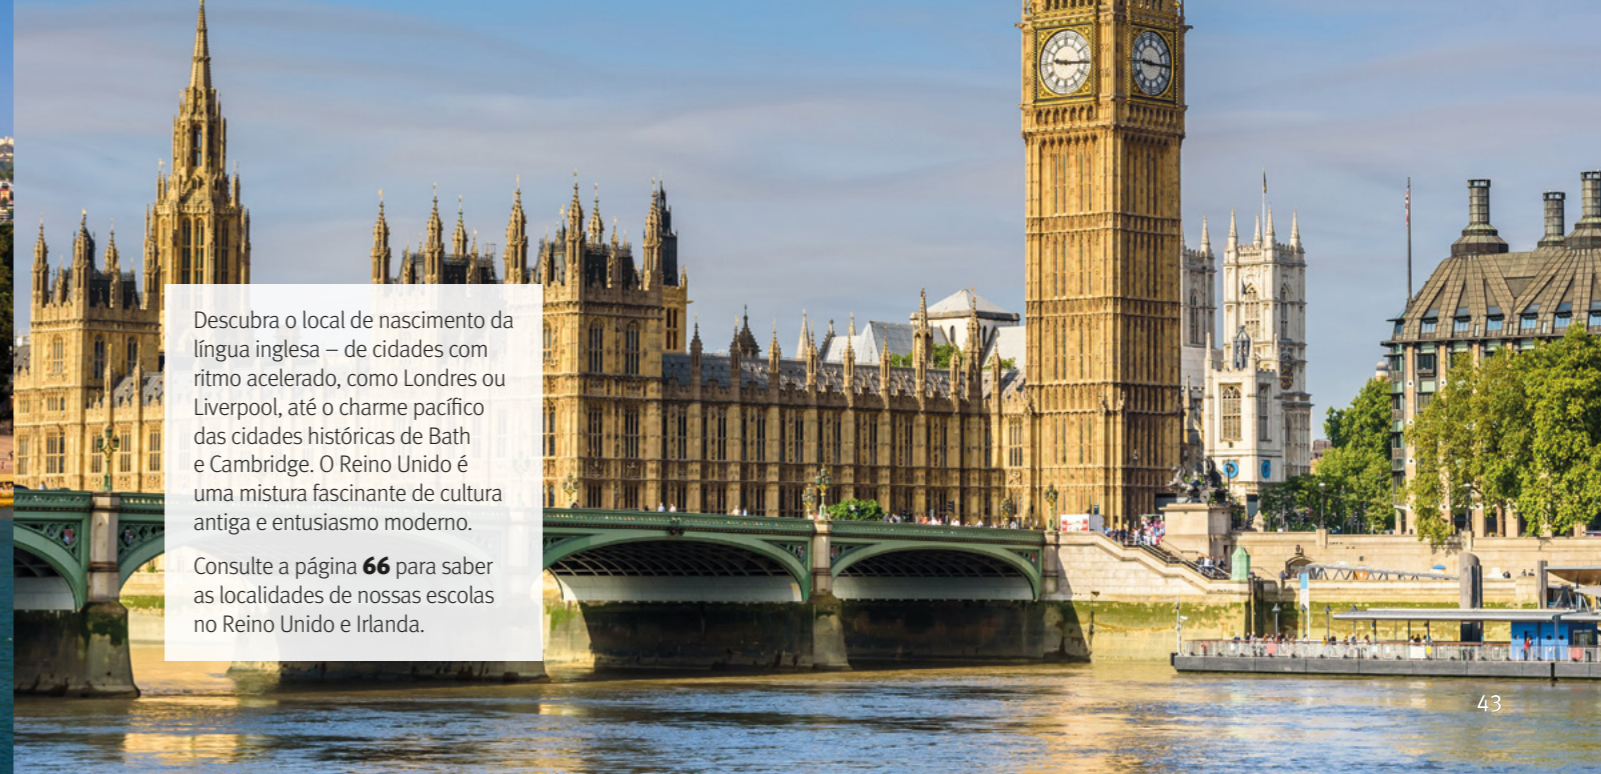 Descubra o local de nascimento da
língua inglesa – de cidades com
ritmo acelerado, como Londres ou
Liverpool, até o charme pacífico
das cidades históricas de Bath
e Cambridge. O Reino Unido é
uma mistura fascinante de cultura
antiga e entusiasmo moderno.
Consulte a página 66 para saber
as localidades de nossas escolas
no Reino Unido e Irlanda.
43